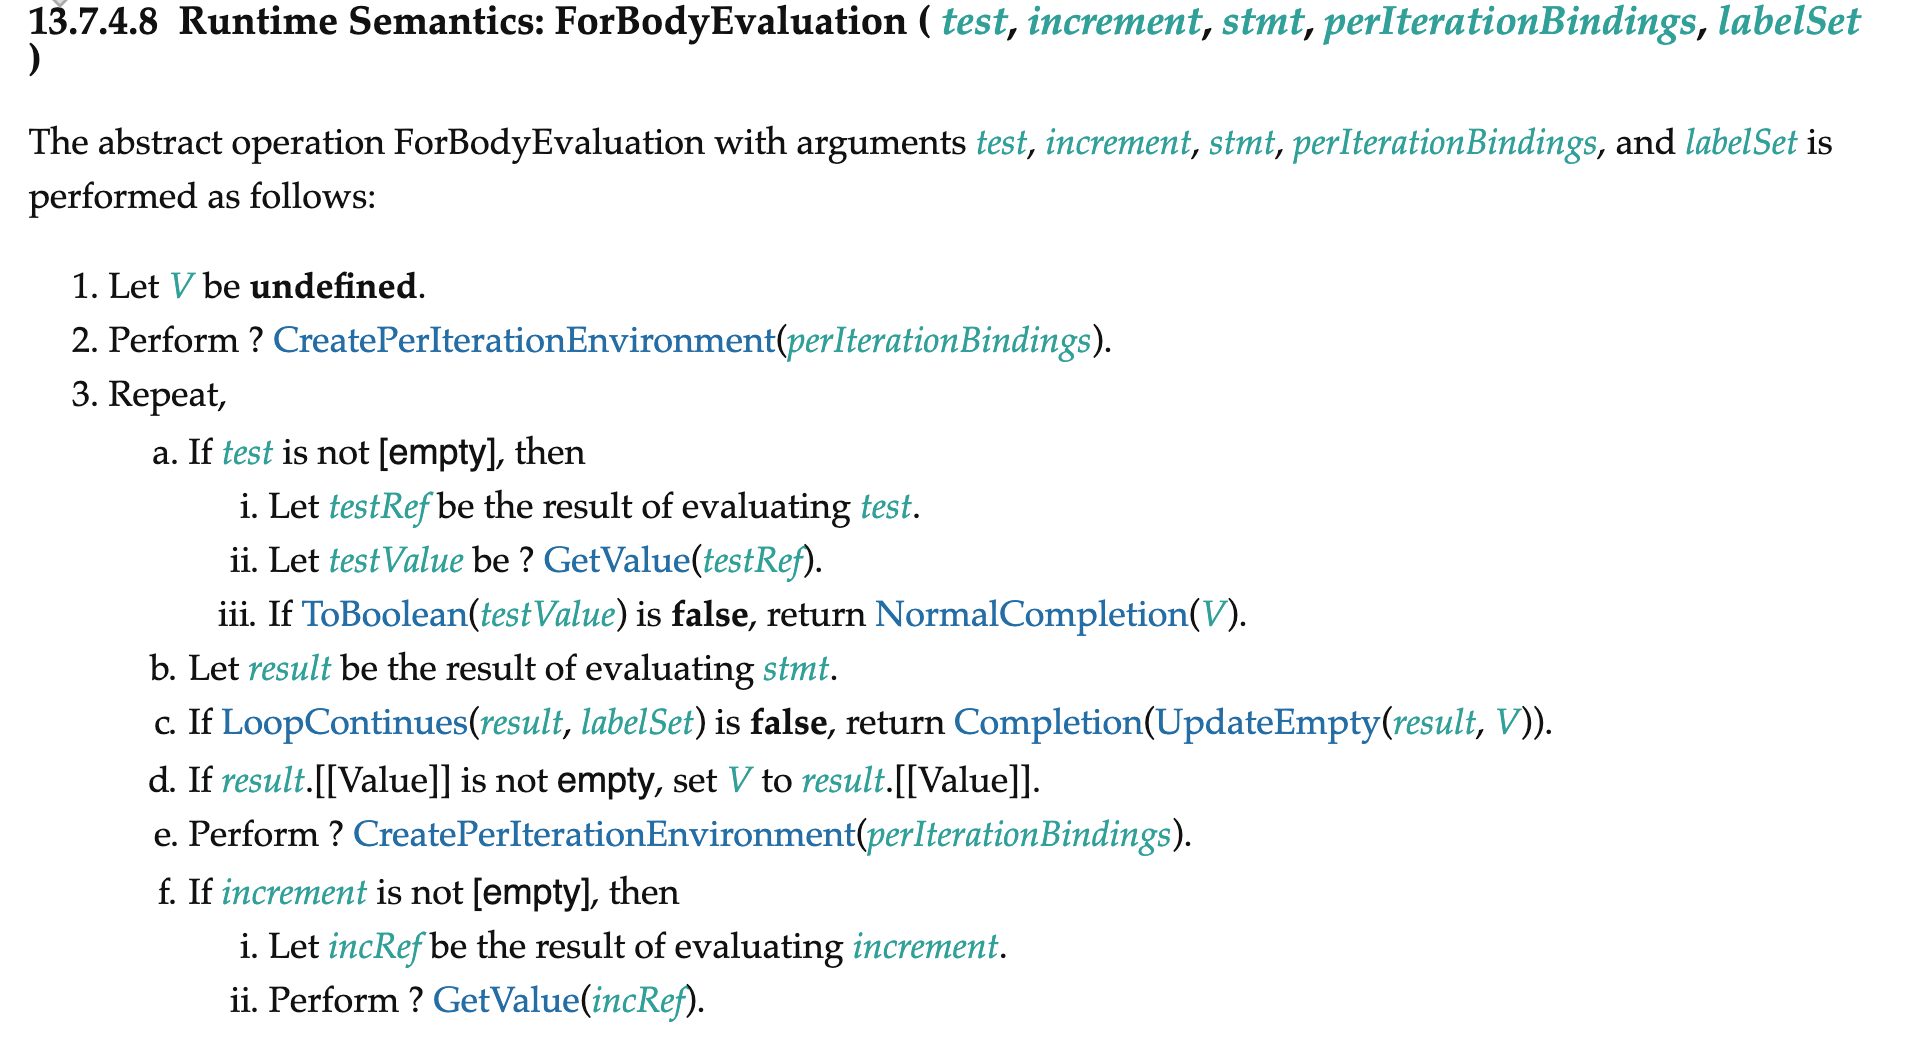 13.7.4.8 Runtime Semantics: ForBodyEvaluation ( test, increment, stmt, perIterationBindings, labelSet
)
The abstract operation ForBodyEvaluation with arguments test, increment, stmt, perIterationBindings, and labelSet is
performed as follows:
1. Let V be undefined.
2. Perform ? CreatePerIterationEnvironment(perIterationBindings).
3. Repeat,
a. If test is not [empty], then
i. Let testRef be the result of evaluating test.
ii. Let testValue be ? GetValue(testRef).
iii. If ToBoolean(testValue) is false, return NormalCompletion(V).
b. Let result be the result of evaluating stmt.
c. If LoopContinues(result, labelSet) is false, return Completion(UpdateEmpty(result, V)).
d. If result.[[Value]] is not empty, set V to result.[[Value]].
e. Perform ? CreatePerIterationEnvironment(perIterationBindings).
f. If increment is not [empty], then
i. Let incRef be the result of evaluating increment.
ii. Perform ? GetValue(incRef).